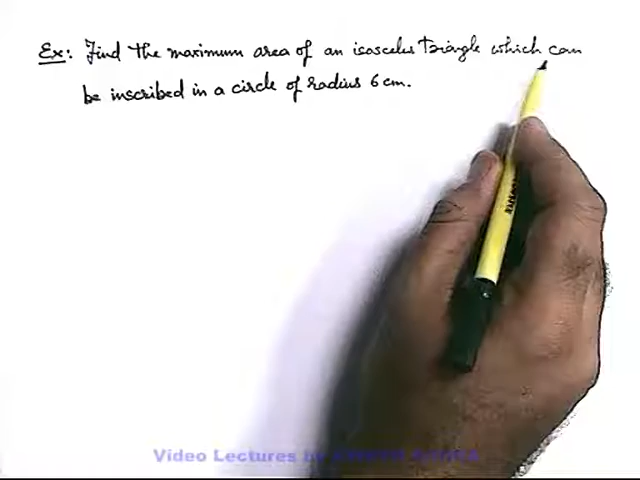 Ex: Find the maximum area of an isosceles triangle which can
be inscribed in a circle of radius 6 cm.
Video Lectures by